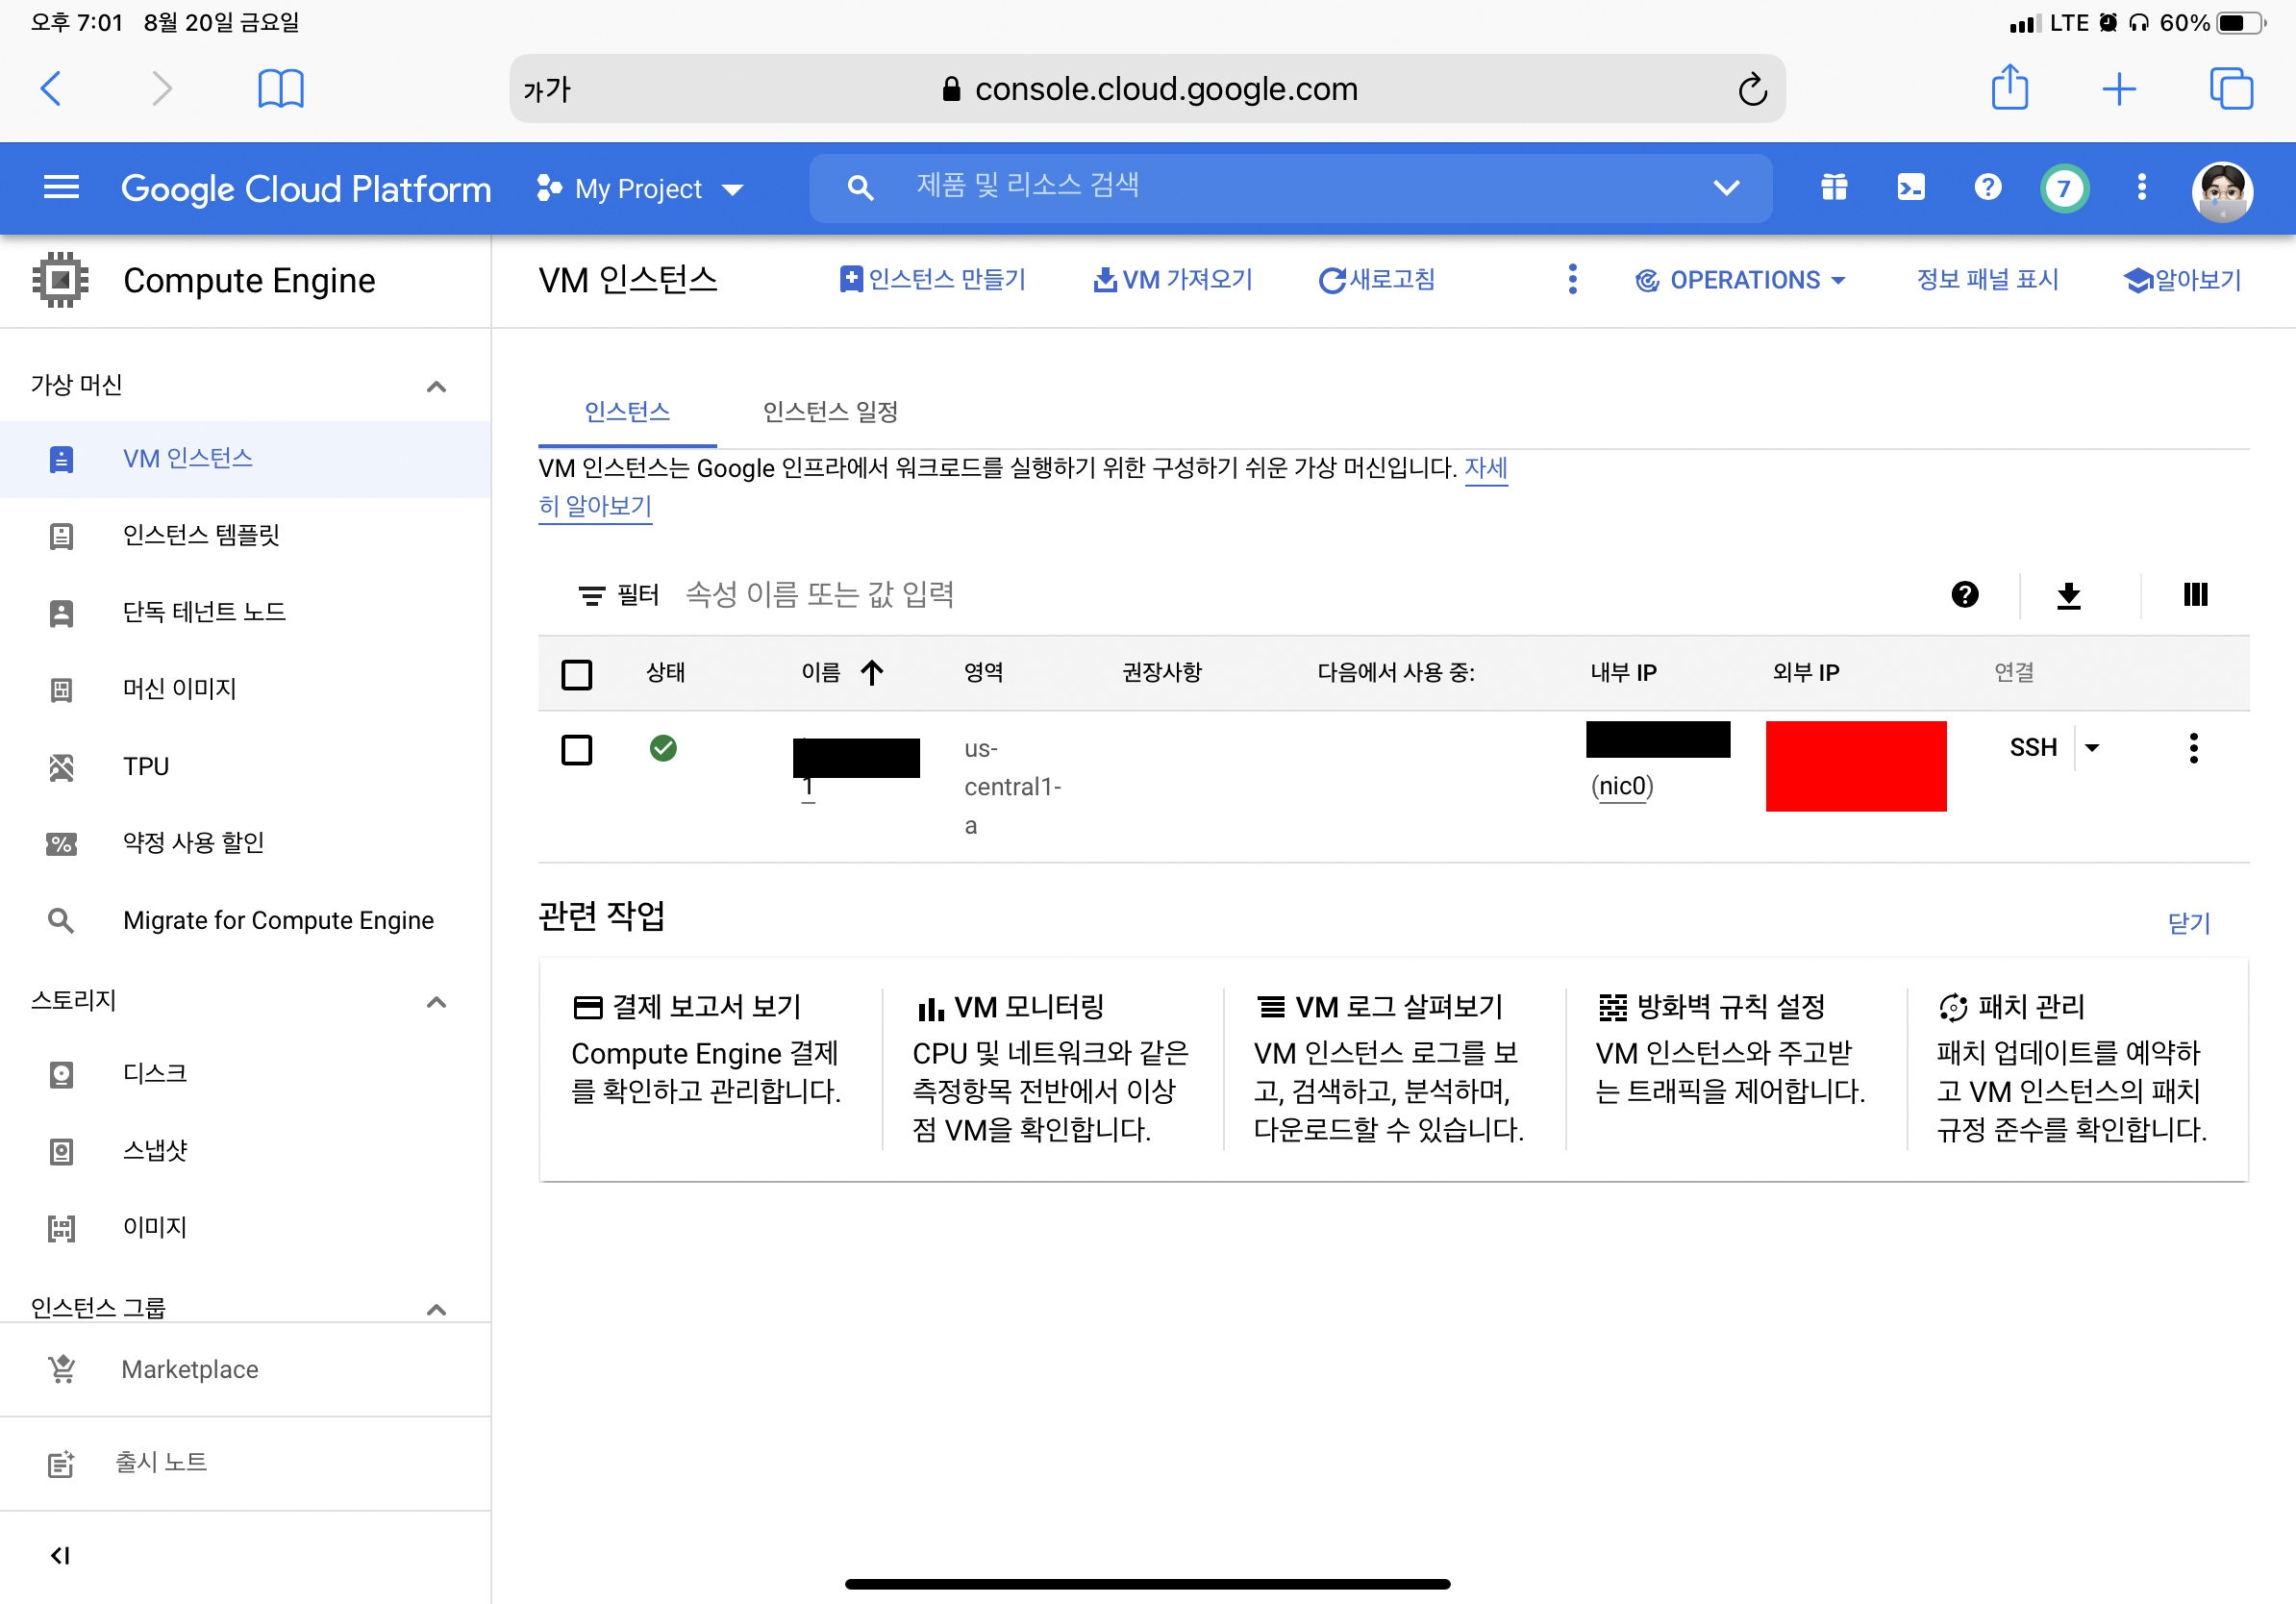 오후 7:01 8월 20일 금요일
LTE 60%
가가 console.cloud.google.com
Google Cloud Platform My Project 제품 및 리소스 검색 7
Compute Engine
VM 인스턴스 인스턴스 만들기 VM 가져오기 새로고침 OPERATIONS 정보 패널 표시 알아보기
가상 머신
VM 인스턴스
인스턴스 템플릿
단독 테넌트 노드
머신 이미지
TPU
약정 사용 할인
Migrate for Compute Engine
스토리지
디스크
스냅샷
이미지
인스턴스 그룹
Marketplace
출시 노트
인스턴스 인스턴스 일정
VM 인스턴스는 Google 인프라에서 워크로드를 실행하기 위한 구성하기 쉬운 가상 머신입니다. 자세
히 알아보기
필터 속성 이름 또는 값 입력
상태 이름 영역 권장사항 다음에서 사용 중: 내부 IP 외부 IP 연결
us- SSH
1 central1- (nic0)
a
관련 작업 닫기
결제 보고서 보기
Compute Engine 결제
를 확인하고 관리합니다.
VM 모니터링
CPU 및 네트워크와 같은
측정항목 전반에서 이상
점 VM을 확인합니다.
VM 로그 살펴보기
VM 인스턴스 로그를 보
고, 검색하고, 분석하며,
다운로드할 수 있습니다.
방화벽 규칙 설정
VM 인스턴스와 주고받
는 트래픽을 제어합니다.
패치 관리
패치 업데이트를 예약하
고 VM 인스턴스의 패치
규정 준수를 확인합니다.